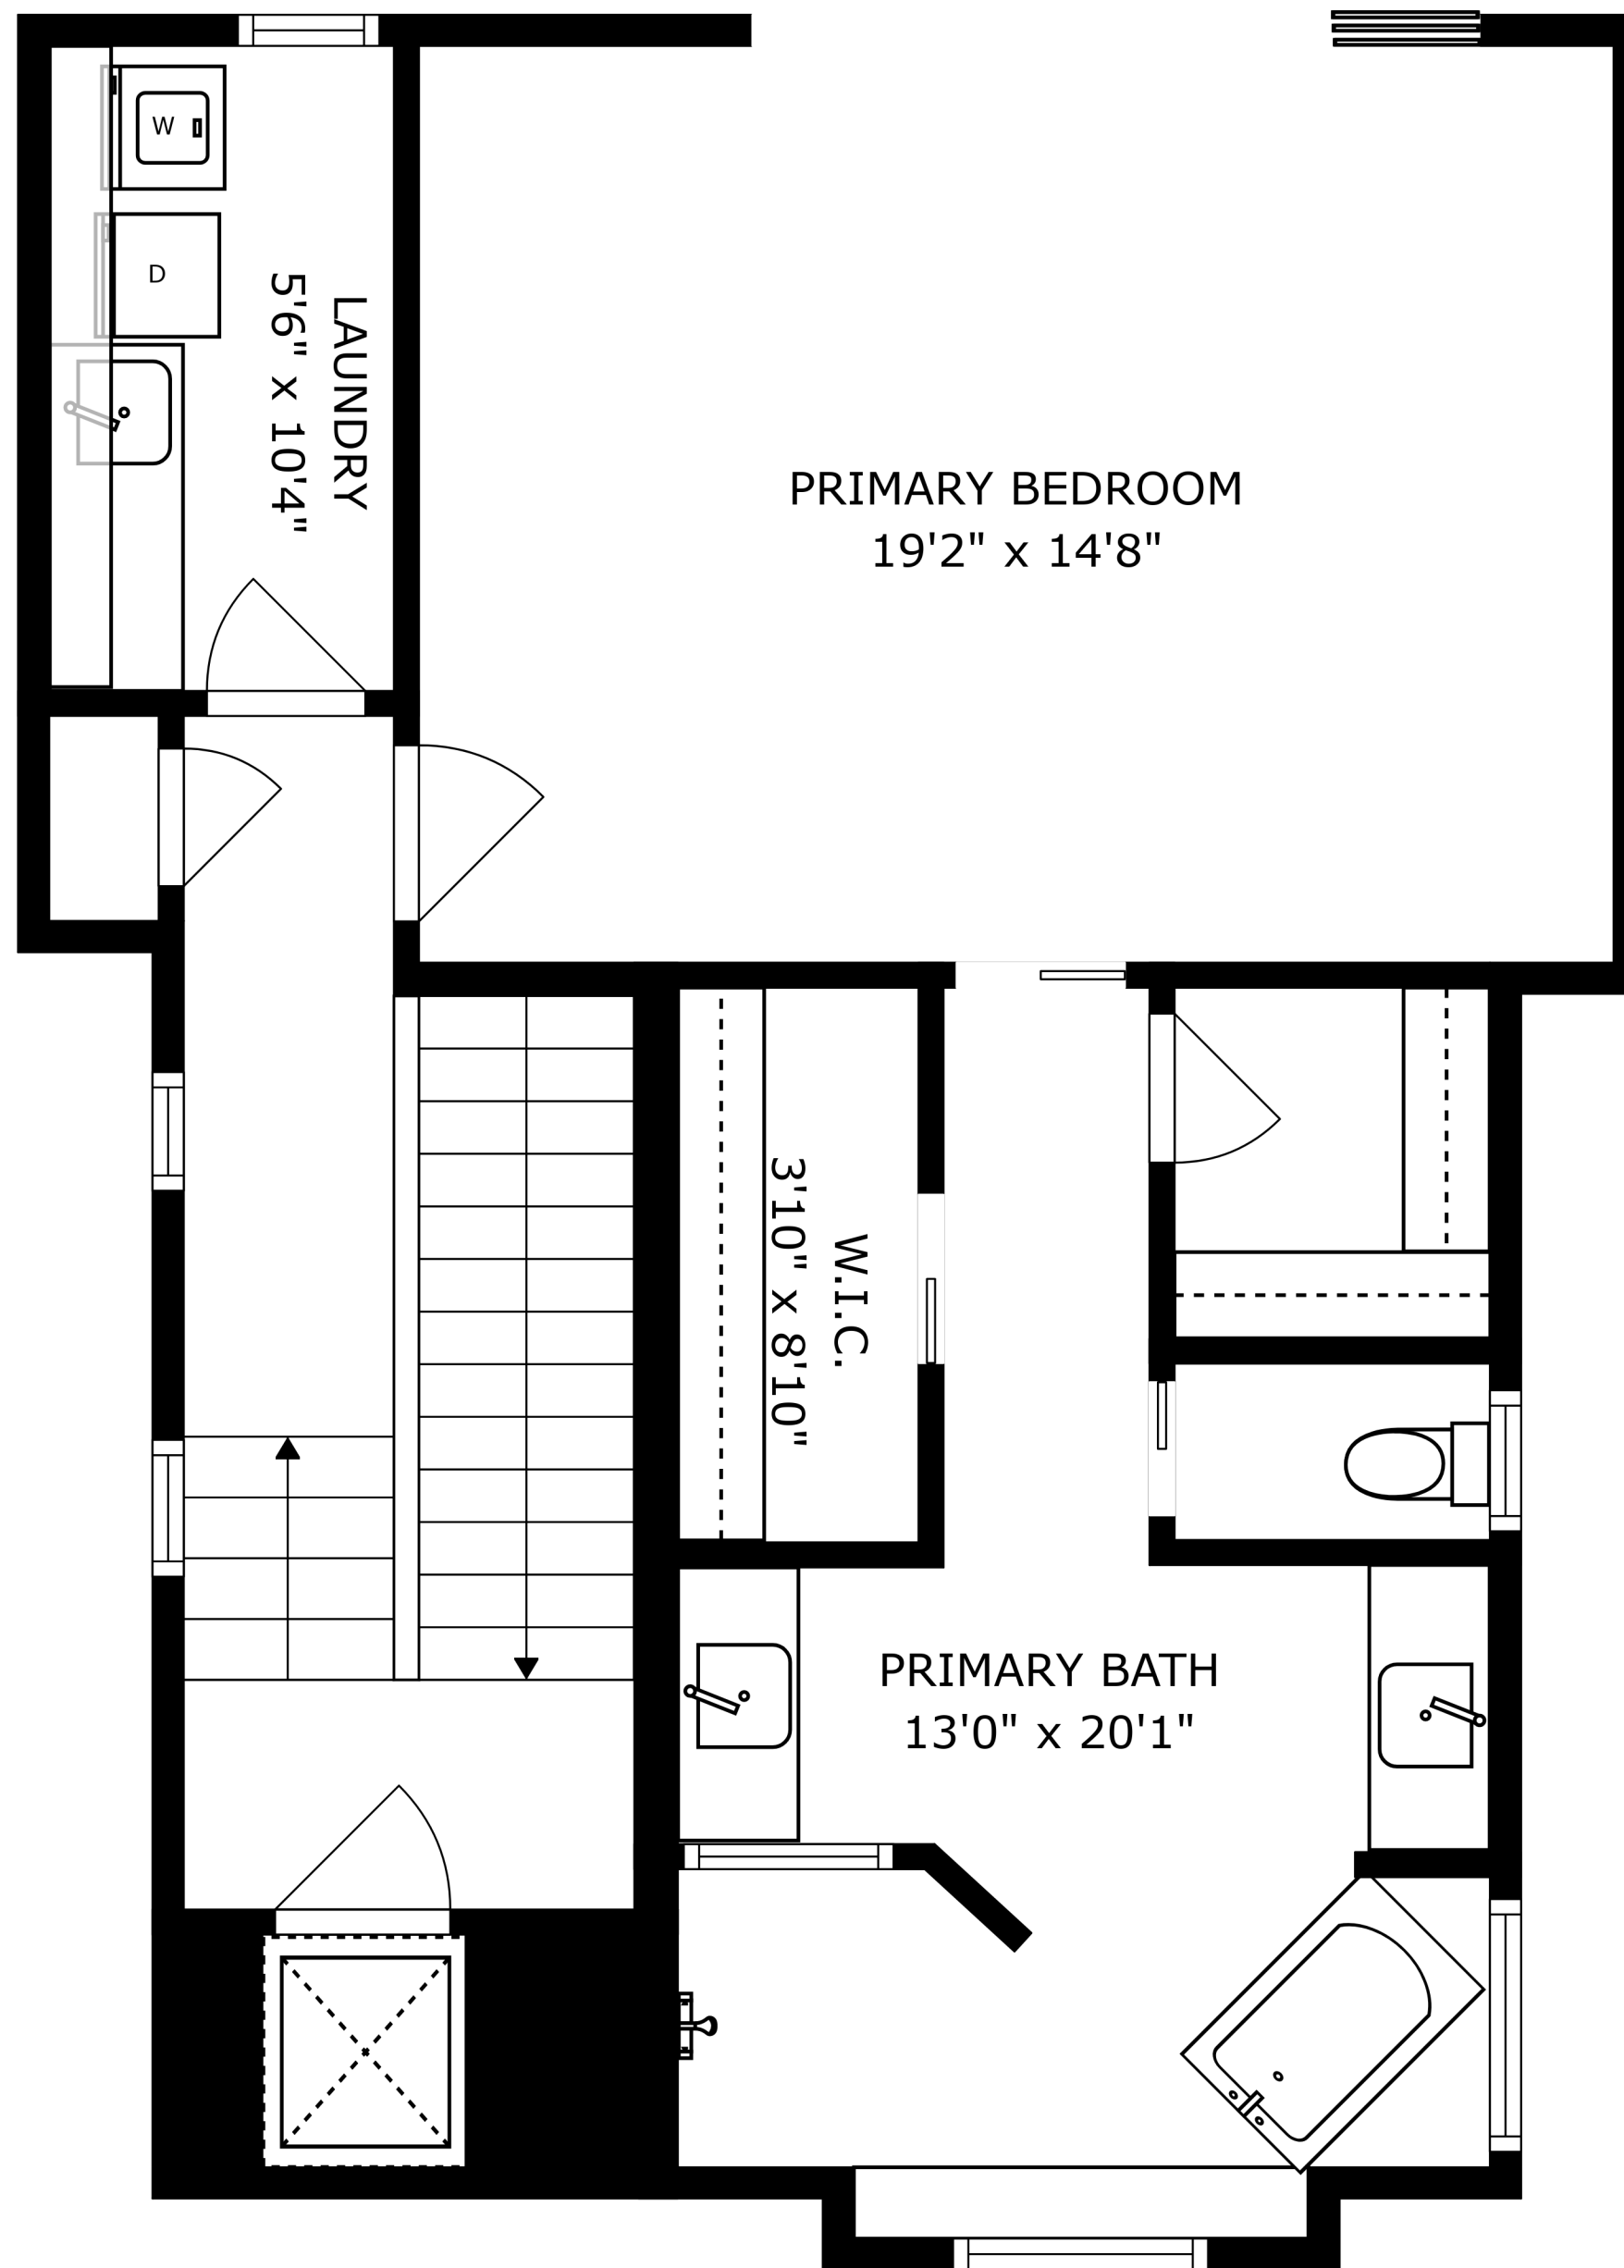 W
D
LAUNDRY
5'6" x 10'4"
PRIMARY BEDROOM
19'2" x 14'8"
W.I.C.
3'10" x 8'10"
PRIMARY BATH
13'0" x 20'1"